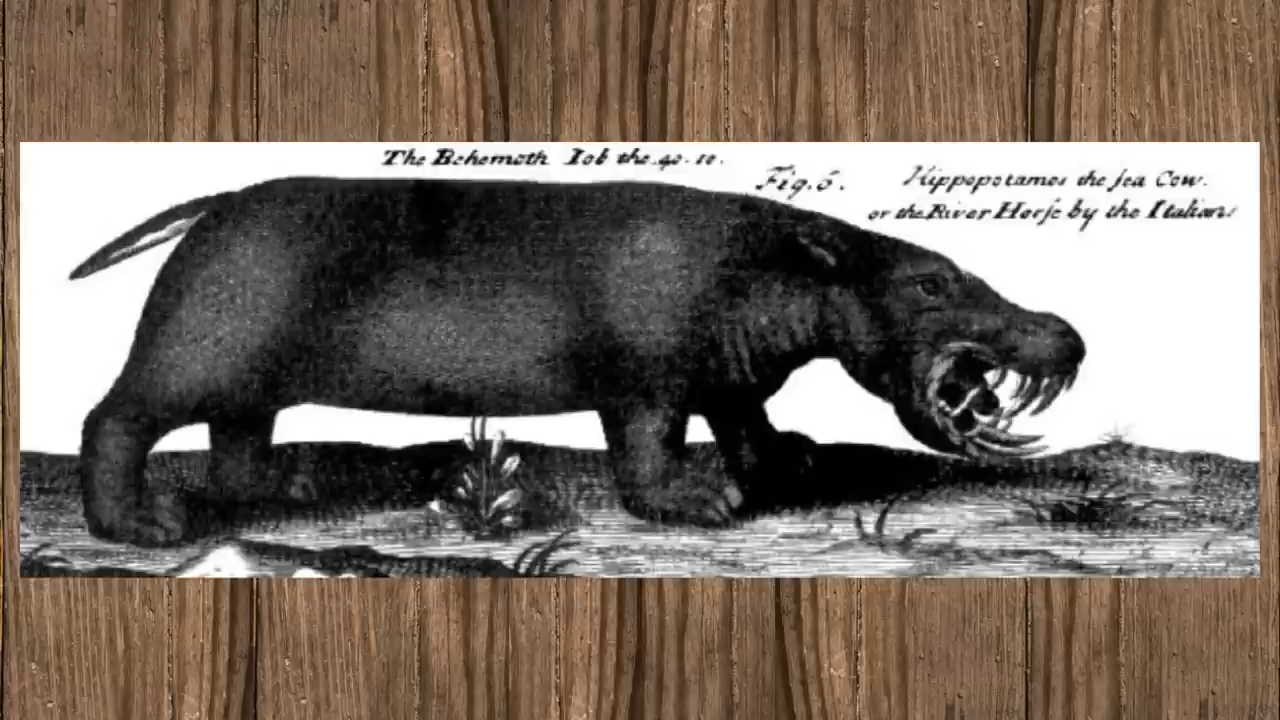 The Behemoth Iob the 40. 10.
Fig. 5.
Hippopotamos the ſea Cow.
or the River Horſe by the Italians